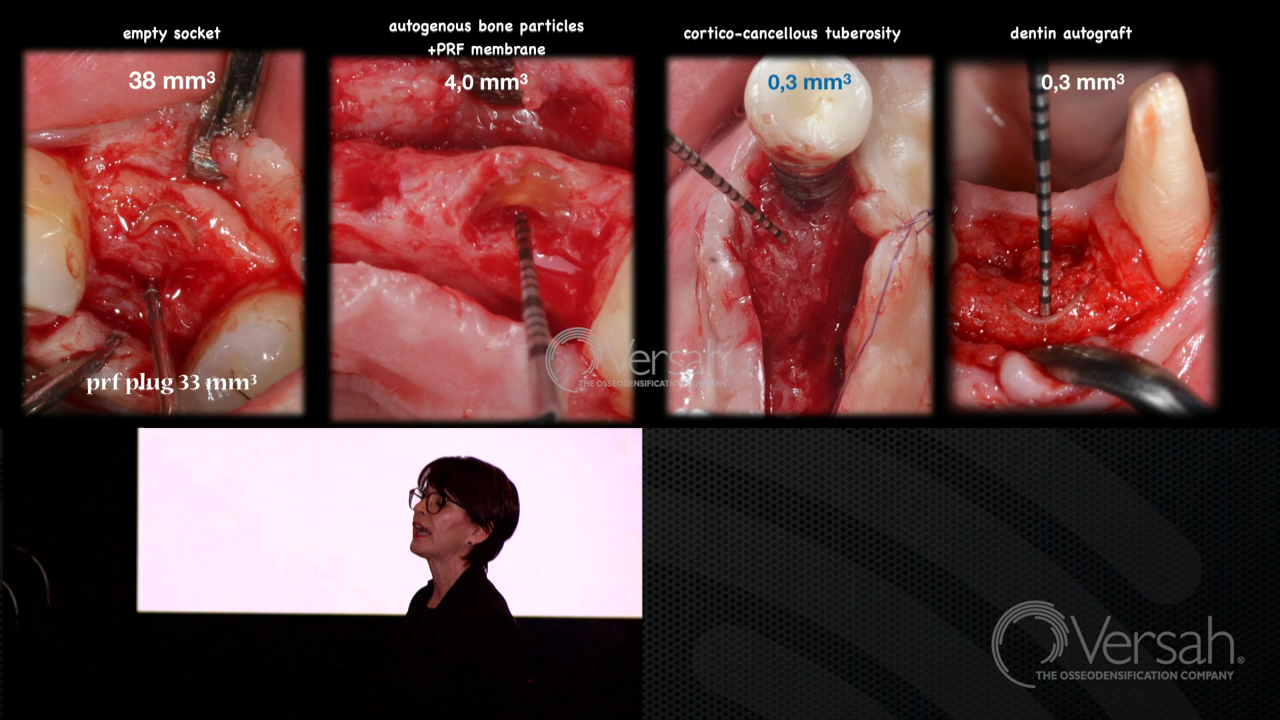 empty socket
38 mm³
prf plug 33 mm³
autogenous bone particles
+PRF membrane
4,0 mm³
cortico-cancellous tuberosity
0,3 mm³
dentin autograft
0,3 mm³
Versah
THE OSSEODENSIFICATION COMPANY
Versah®
THE OSSEODENSIFICATION COMPANY